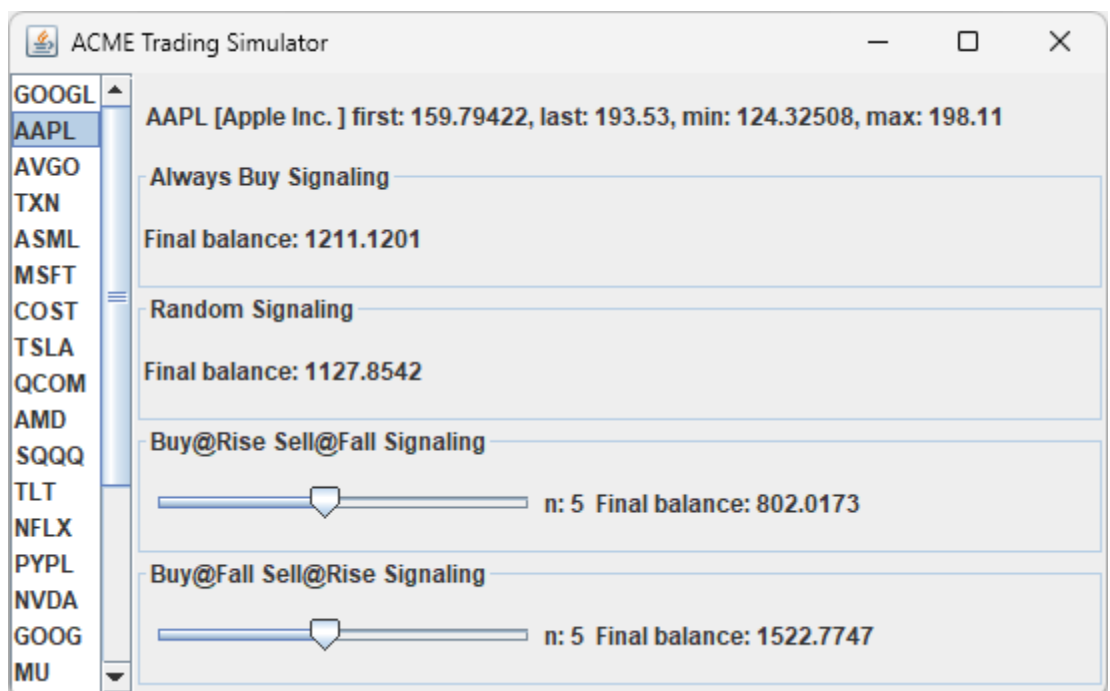 ACME Trading Simulator
GOOGL
AAPL
AVGO
TXN
ASML
MSFT
COST
TSLA
QCOM
AMD
SQQQ
TLT
NFLX
PYPL
NVDA
GOOG
MU
AAPL [Apple Inc. ] first: 159.79422, last: 193.53, min: 124.32508, max: 198.11
Always Buy Signaling
Final balance: 1211.1201
Random Signaling
Final balance: 1127.8542
Buy@Rise Sell@Fall Signaling
n: 5 Final balance: 802.0173
Buy@Fall Sell@Rise Signaling
n: 5 Final balance: 1522.7747